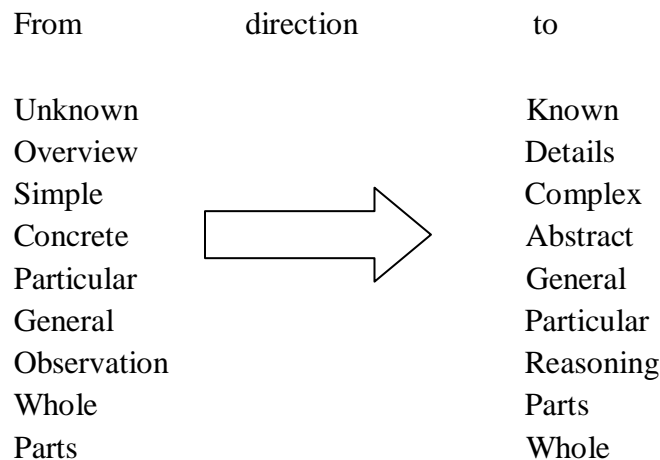 From direction to
Unknown Known
Overview Details
Simple Complex
Concrete Abstract
Particular General
General Particular
Observation Reasoning
Whole Parts
Parts Whole